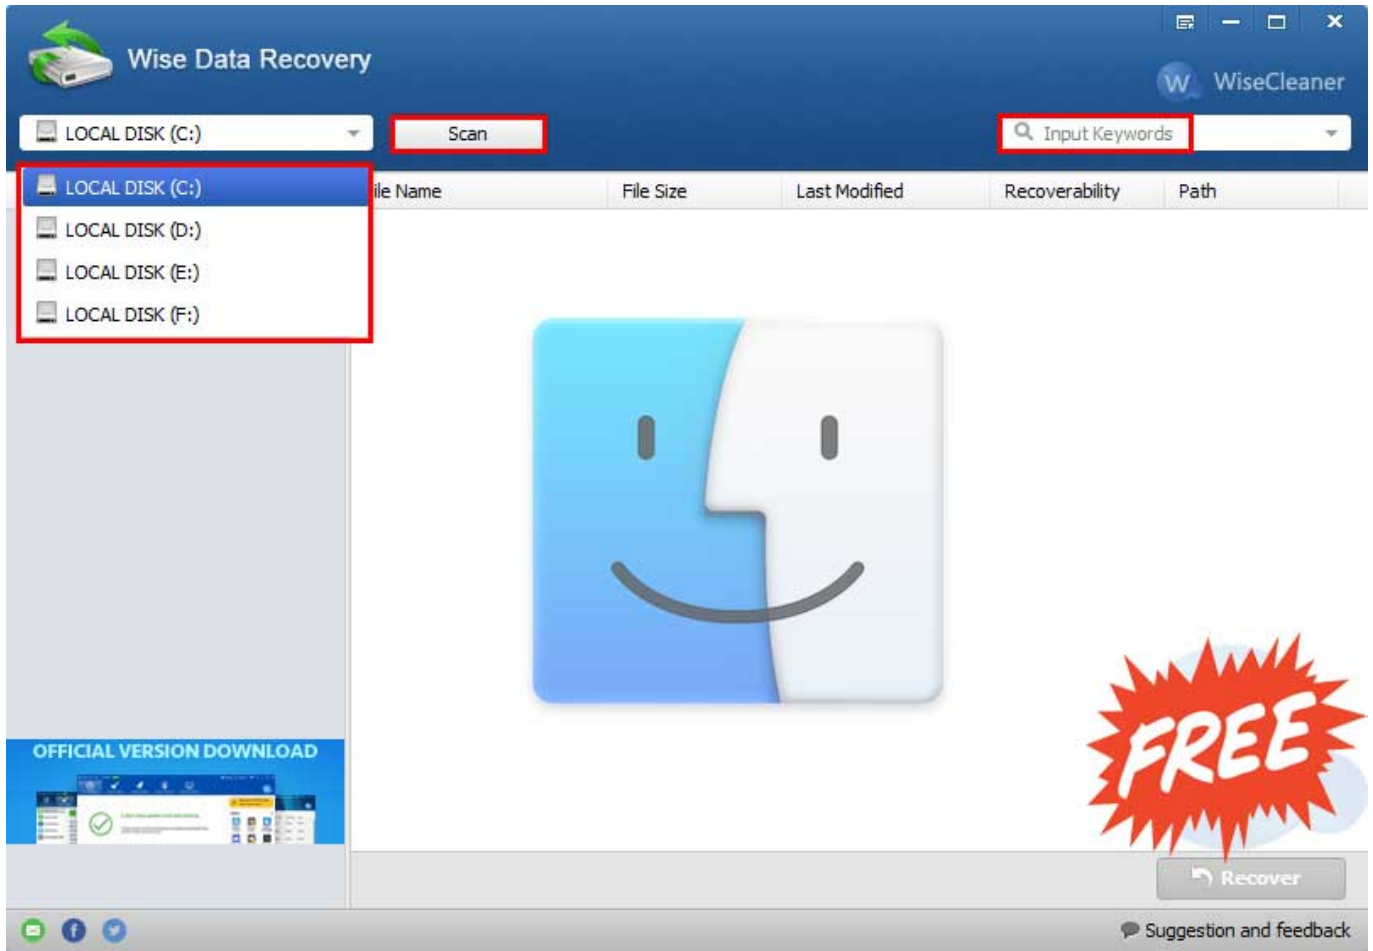 Wise Data Recovery
W WiseCleaner
LOCAL DISK (C:)
Scan
Input Keywords
LOCAL DISK (C:)
LOCAL DISK (D:)
LOCAL DISK (E:)
LOCAL DISK (F:)
ile Name File Size Last Modified Recoverability Path
OFFICIAL VERSION DOWNLOAD
FREE
Recover
Suggestion and feedback